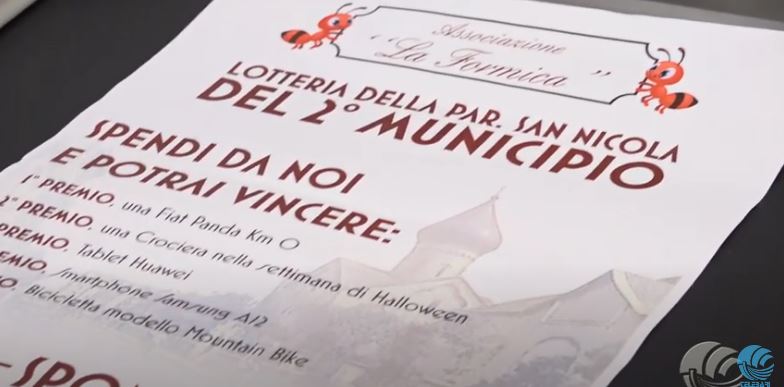 Associazione
"La Formica"
LOTTERIA DELLA PAR. SAN NICOLA
DEL 2° MUNICIPIO
SPENDI DA NOI
E POTRAI VINCERE:
1° PREMIO, una Fiat Panda Km 0
2° PREMIO, una Crociera nella settimana di Halloween
PREMIO, Tablet Huawei
Smartphone Samsung A12
Bicicletta modello Mountain Bike
TELEBARI